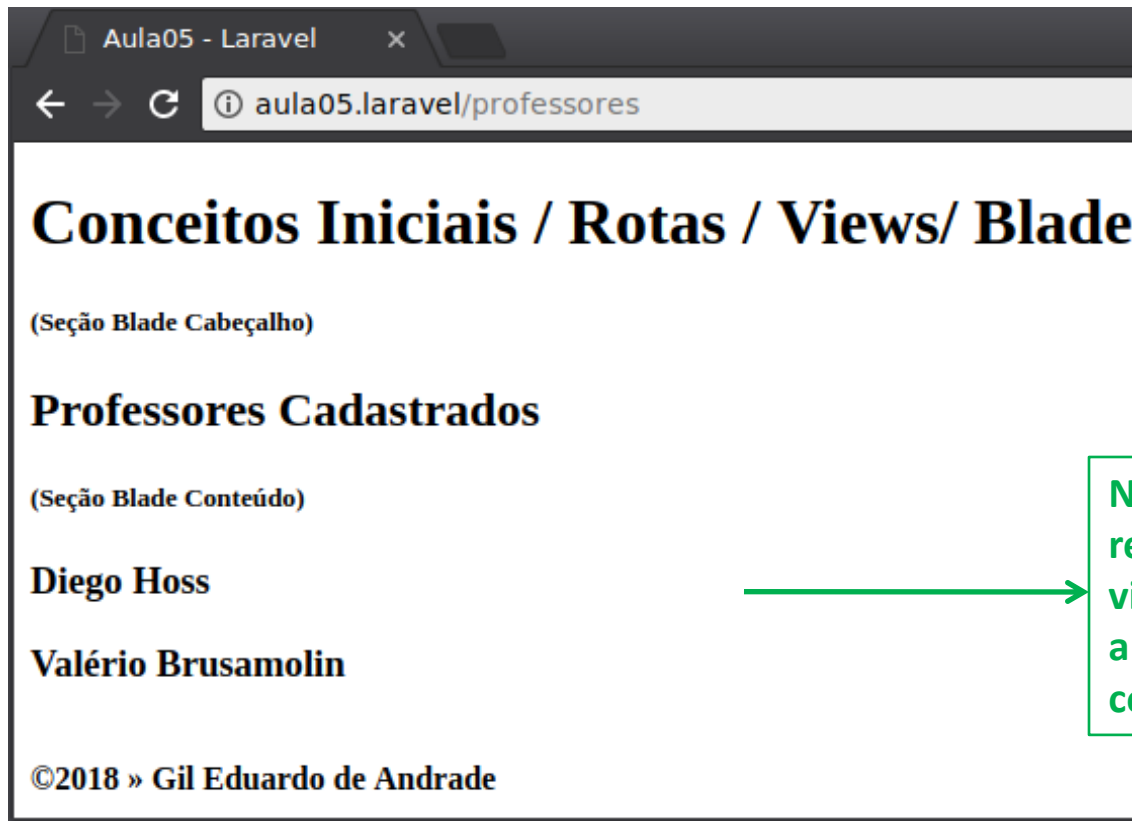 Aula05 - Laravel
aula05.laravel/professores
Conceitos Iniciais / Rotas / Views/ Blade
(Seção Blade Cabeçalho)
Professores Cadastrados
(Seção Blade Conteúdo)
Diego Hoss
Valério Brusamolin
©2018 » Gil Eduardo de Andrade